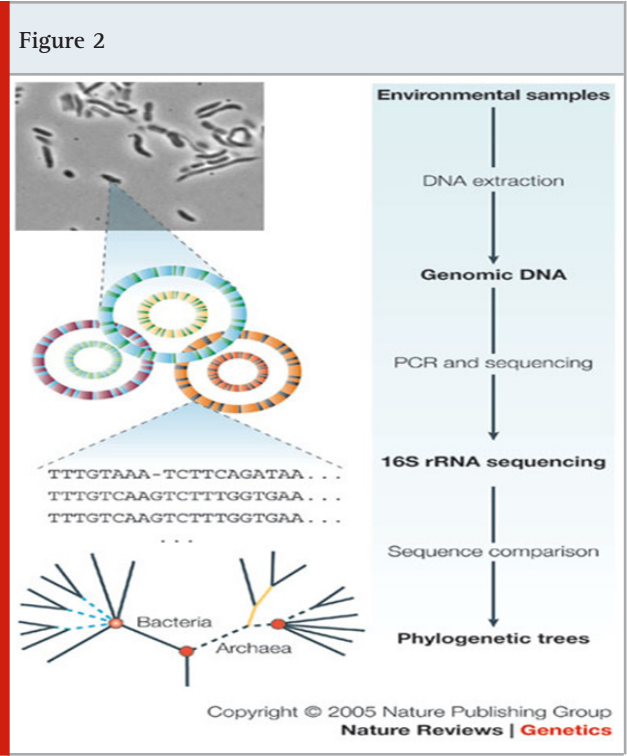 Figure 2
Environmental samples
DNA extraction
Genomic DNA
PCR and sequencing
16S rRNA sequencing
Sequence comparison
Phylogenetic trees
TTTGTAAA-TCTTCAGATAA...
TTTGTCAAGTCTTTGGTGAA...
TTTGTCAAGTCTTTGGTGAA...
...
Bacteria
Archaea
Copyright © 2005 Nature Publishing Group
Nature Reviews | Genetics